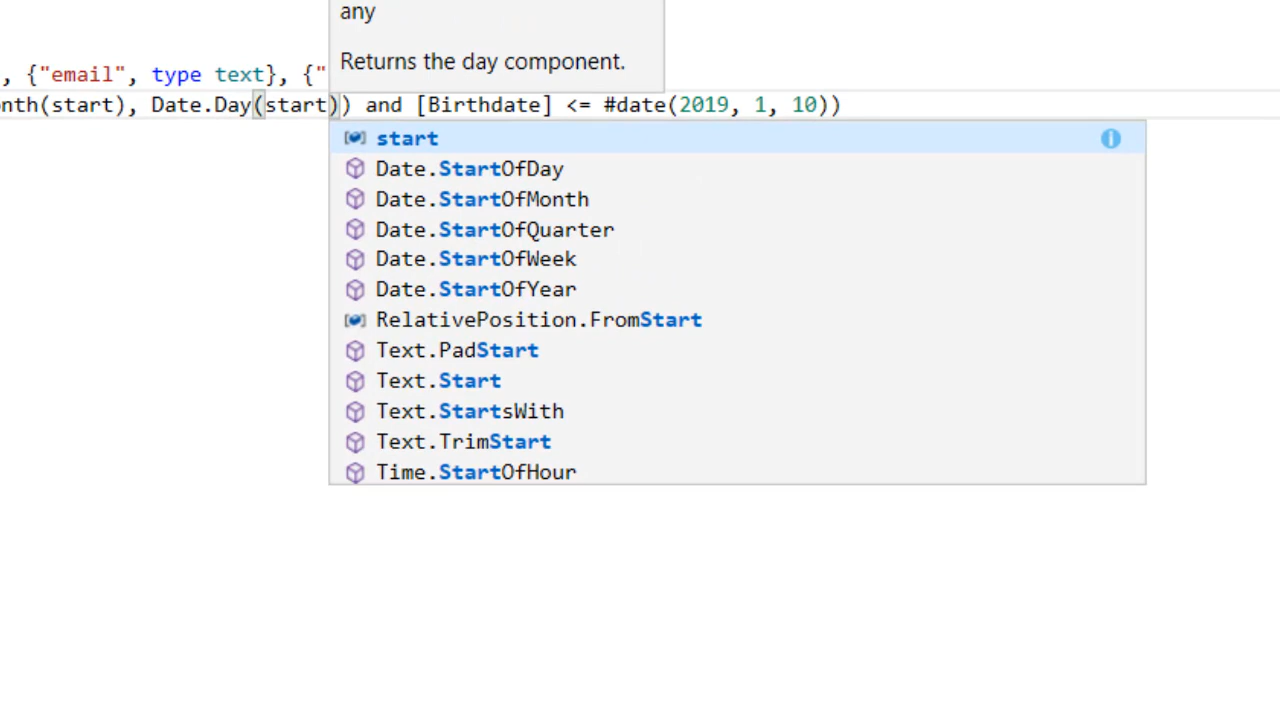 any
Returns the day component.
, {"email", type text}, {"
nth(start), Date.Day(start)) and [Birthdate] <= #date(2019, 1, 10))
start
Date.StartOfDay
Date.StartOfMonth
Date.StartOfQuarter
Date.StartOfWeek
Date.StartOfYear
RelativePosition.FromStart
Text.PadStart
Text.Start
Text.StartsWith
Text.TrimStart
Time.StartOfHour